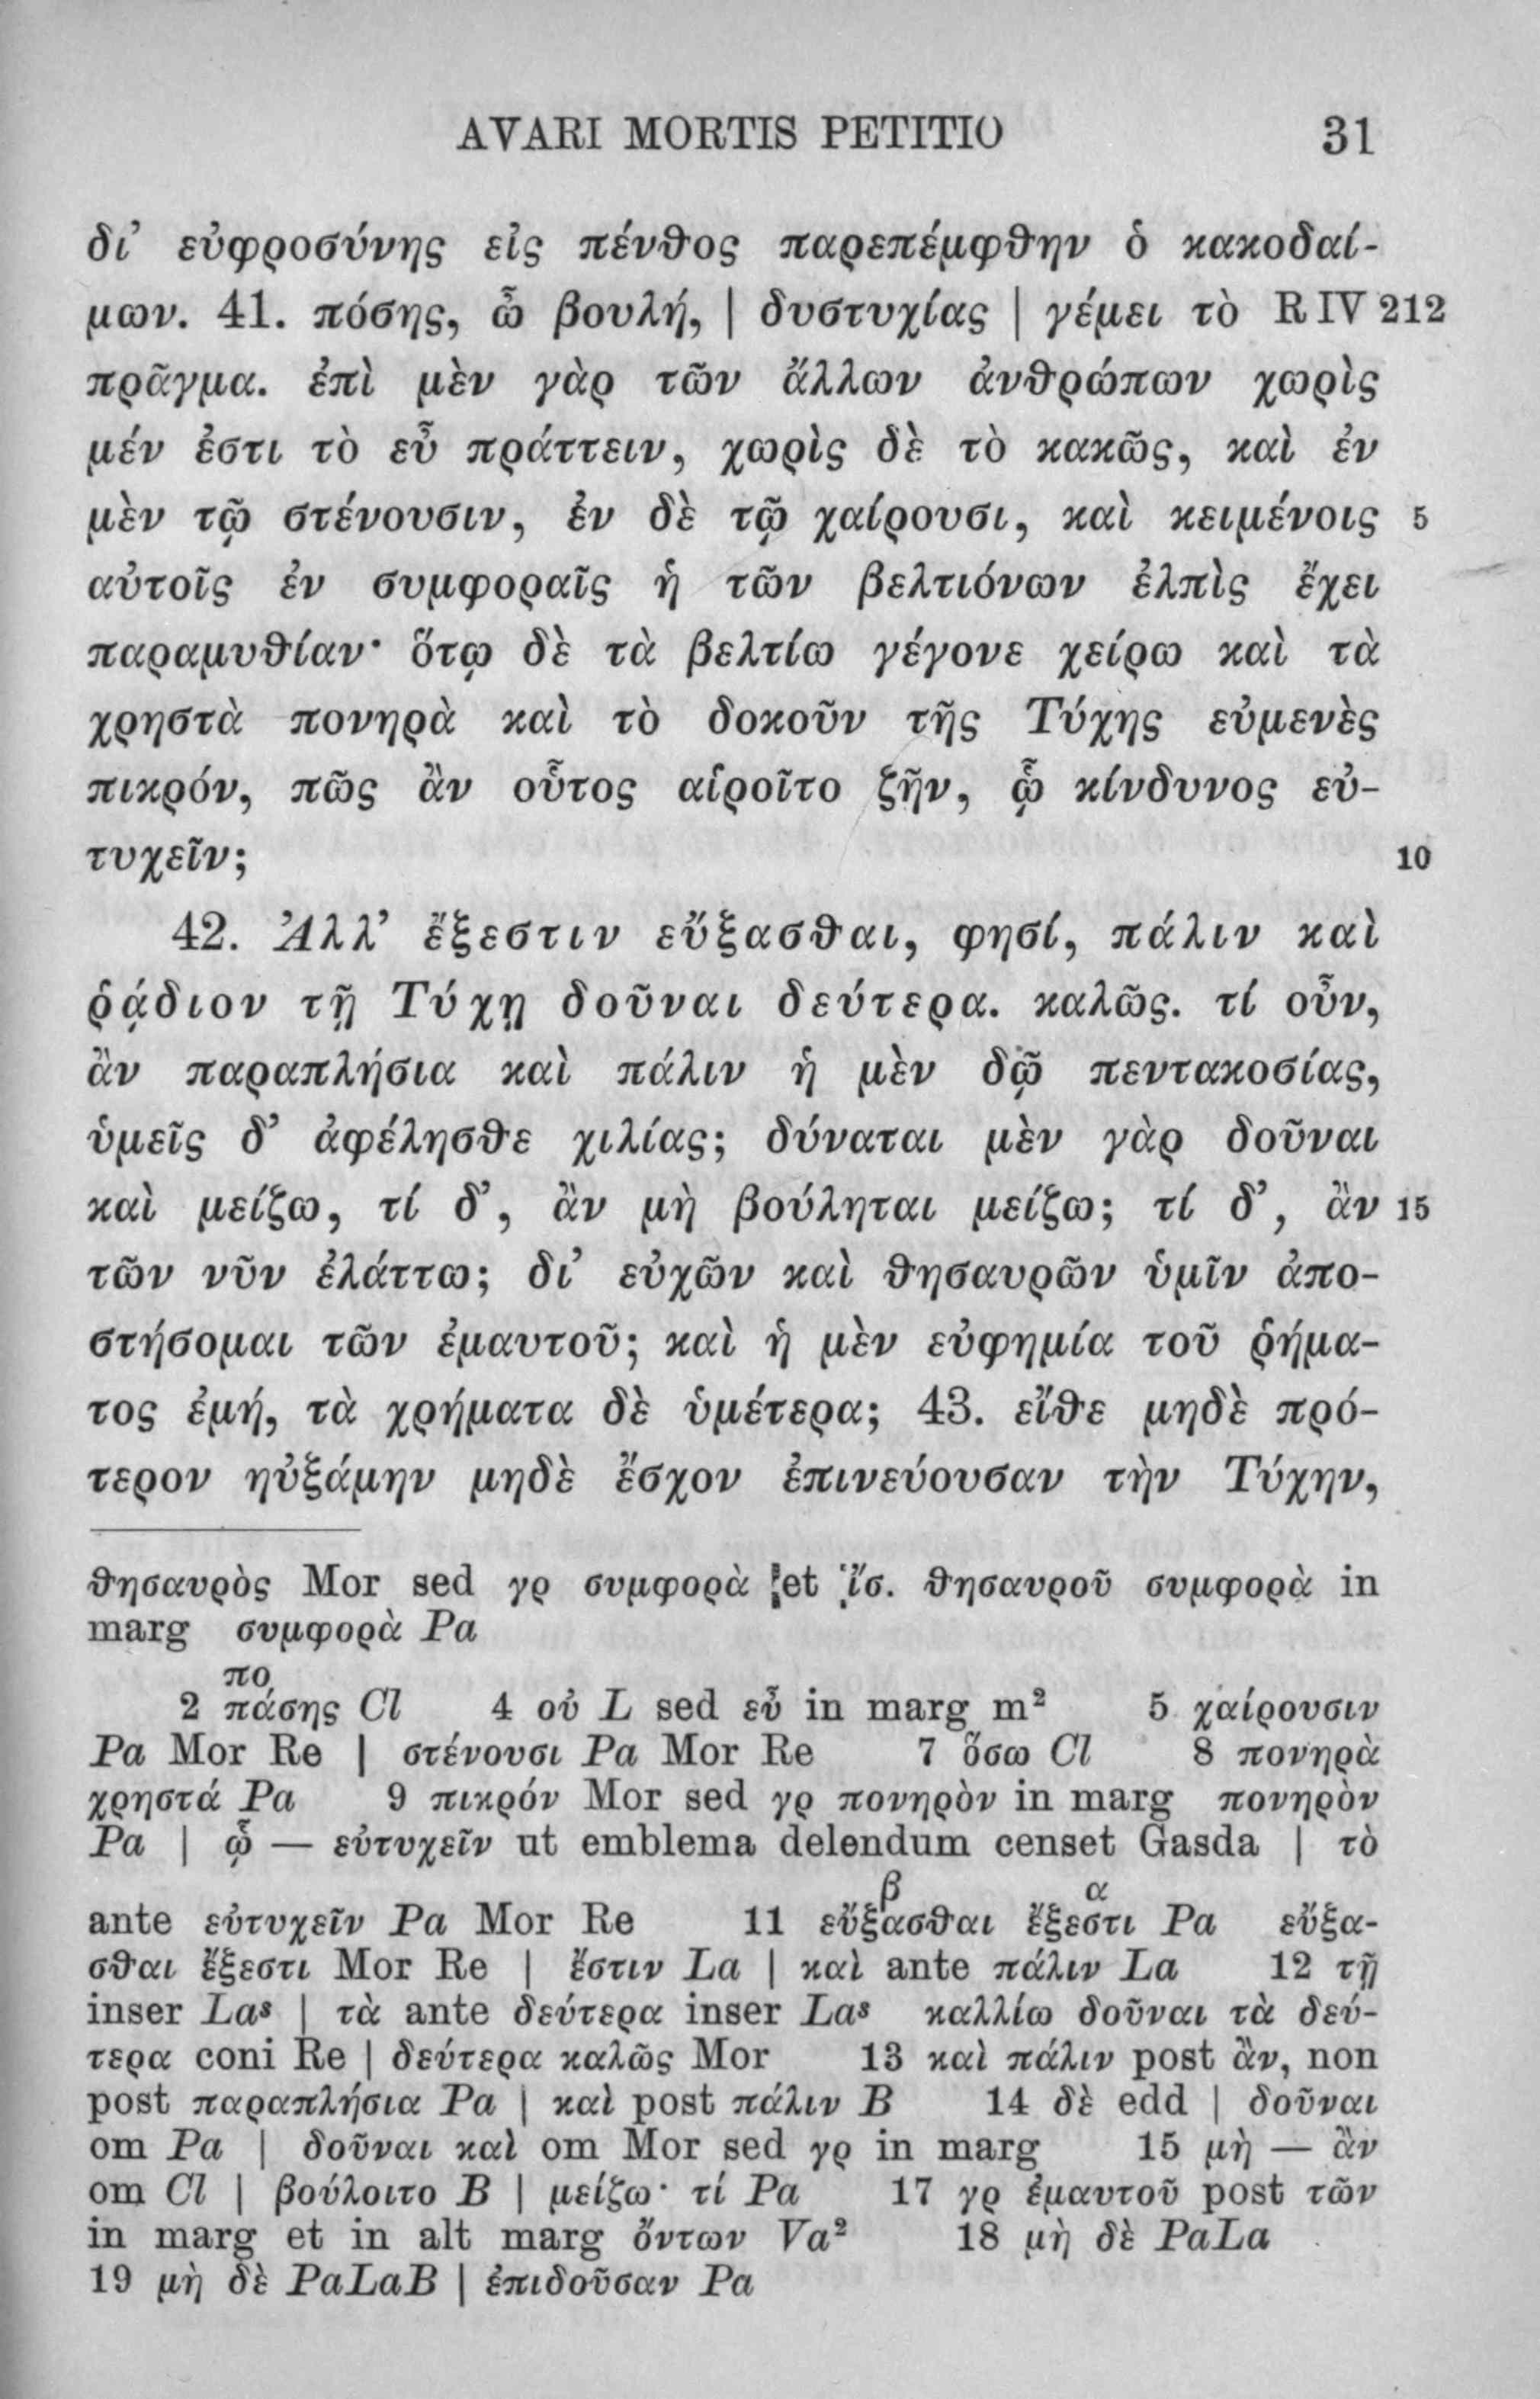 AVARI MORTIS PETITIO 31
δι’ εὐφροσύνης εἰς πένθος παρεπέμφθην ὁ κακοδαί-
μων. 41. πόσης, ὦ βουλή, | δυστυχίας | γέμει τὸ R IV 212
πρᾶγμα. ἐπὶ μὲν γὰρ τῶν ἄλλων ἀνθρώπων χωρὶς
μέν ἐστι τὸ εὖ πράττειν, χωρὶς δὲ τὸ κακῶς, καὶ ἐν
μὲν τῷ στένουσιν, ἐν δὲ τῷ χαίρουσι, καὶ κειμένοις 5
αὐτοῖς ἐν συμφοραῖς ἡ τῶν βελτιόνων ἐλπὶς ἔχει
παραμυθίαν· ὅτῳ δὲ τὰ βελτίω γέγονε χείρω καὶ τὰ
χρηστὰ πονηρὰ καὶ τὸ δοκοῦν τῆς Τύχης εὐμενὲς
πικρόν, πῶς ἂν οὗτος αἱροῖτο ζῆν, ᾧ κίνδυνος εὐ-
τυχεῖν; 10
42. Ἀλλ’ ἔξεστιν εὔξασθαι, φησί, πάλιν καὶ
ῥᾴδιον τῇ Τύχῃ δοῦναι δεύτερα. καλῶς. τί οὖν,
ἂν παραπλήσια καὶ πάλιν ἡ μὲν δῷ πεντακοσίας,
ὑμεῖς δ’ ἀφέλησθε χιλίας; δύναται μὲν γὰρ δοῦναι
καὶ μείζω, τί δ’, ἂν μὴ βούληται μείζω; τί δ’, ἂν 15
τῶν νῦν ἐλάττω; δι’ εὐχῶν καὶ θησαυρῶν ὑμῖν ἀπο-
στήσομαι τῶν ἐμαυτοῦ; καὶ ἡ μὲν εὐφημία τοῦ ῥήμα-
τος ἐμή, τὰ χρήματα δὲ ὑμέτερα; 43. εἴθε μηδὲ πρό-
τερον ηὐξάμην μηδὲ ἔσχον ἐπινεύουσαν τὴν Τύχην,
θησαυρὸς Mor sed γρ συμφορὰ et ἴσ. θησαυροῦ συμφορὰ in
marg συμφορὰ Pa
πο
2 πάσης Cl 4 οὐ L sed εὖ in marg m² 5 χαίρουσιν
Pa Mor Re | στένουσι Pa Mor Re 7 ὅσω Cl 8 πονηρὰ
χρηστά Pa 9 πικρόν Mor sed γρ πονηρὸν in marg πονηρὸν
Pa | ᾧ — εὐτυχεῖν ut emblema delendum censet Gasda | τὸ
β α
ante εὐτυχεῖν Pa Mor Re 11 εὔξασθαι ἔξεστι Pa εὔξα-
σθαι ἔξεστι Mor Re | ἔστιν La | καὶ ante πάλιν La 12 τῇ
inser Laˢ | τὰ ante δεύτερα inser Laˢ καλλίω δοῦναι τὰ δεύ-
τερα coni Re | δεύτερα καλῶς Mor 13 καὶ πάλιν post ἂν, non
post παραπλήσια Pa | καὶ post πάλιν B 14 δὲ edd | δοῦναι
om Pa | δοῦναι καὶ om Mor sed γρ in marg 15 μὴ — ἂν
om Cl | βούλοιτο B | μείζω· τί Pa 17 γρ ἐμαυτοῦ post τῶν
in marg et in alt marg ὄντων Va² 18 μὴ δὲ PaLa
19 μὴ δὲ PaLaB | ἐπιδοῦσαν Pa